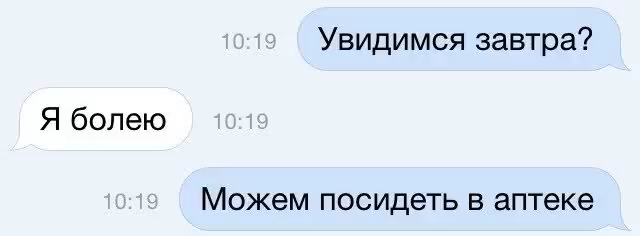 10:19 Увидимся завтра?
Я болею 10:19
10:19 Можем посидеть в аптеке